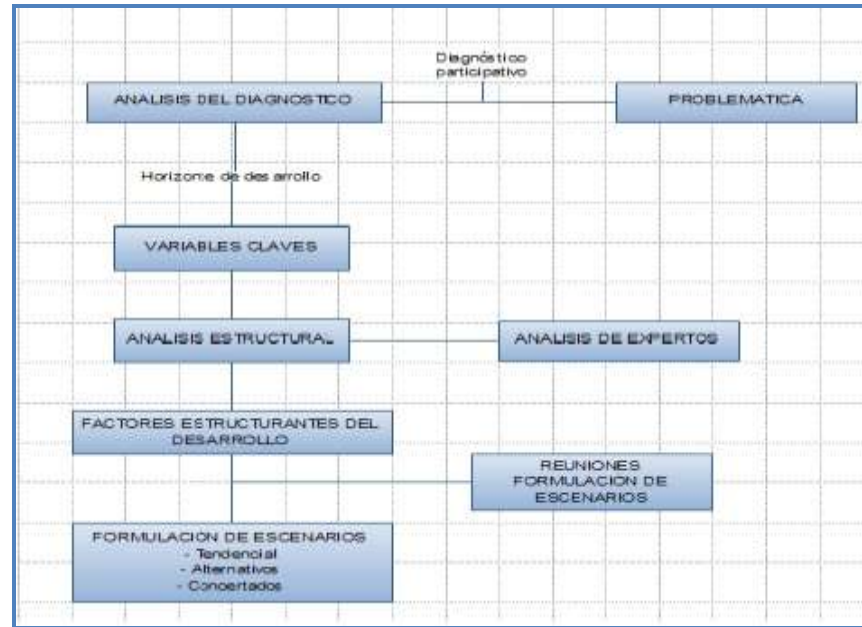 Diagnóstico
participativo
ANALISIS DEL DIAGNOSTICO
PROBLEMATICA
Horizonte de desarrollo
VARIABLES CLAVES
ANALISIS ESTRUCTURAL
ANALISIS DE EXPERTOS
FACTORES ESTRUCTURANTES DEL
DESARROLLO
REUNIONES
FORMULACION DE
ESCENARIOS
FORMULACION DE ESCENARIOS
- Tendencial
- Alternativos
- Concertados